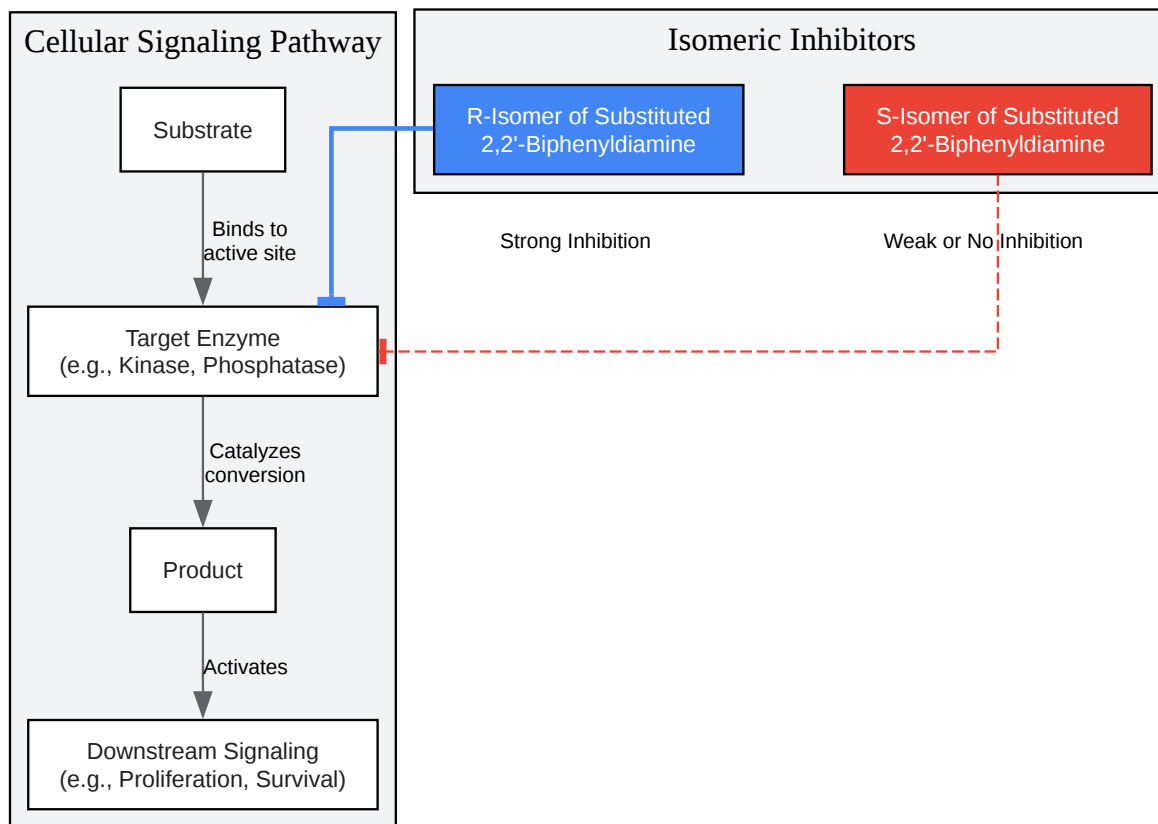 Cellular Signaling Pathway
Substrate
Binds to
active site
Target Enzyme
(e.g., Kinase, Phosphatase)
Catalyzes
conversion
Product
Activates
Downstream Signaling
(e.g., Proliferation, Survival)
Isomeric Inhibitors
R-Isomer of Substituted
2,2'-Biphenyldiamine
S-Isomer of Substituted
2,2'-Biphenyldiamine
Strong Inhibition
Weak or No Inhibition